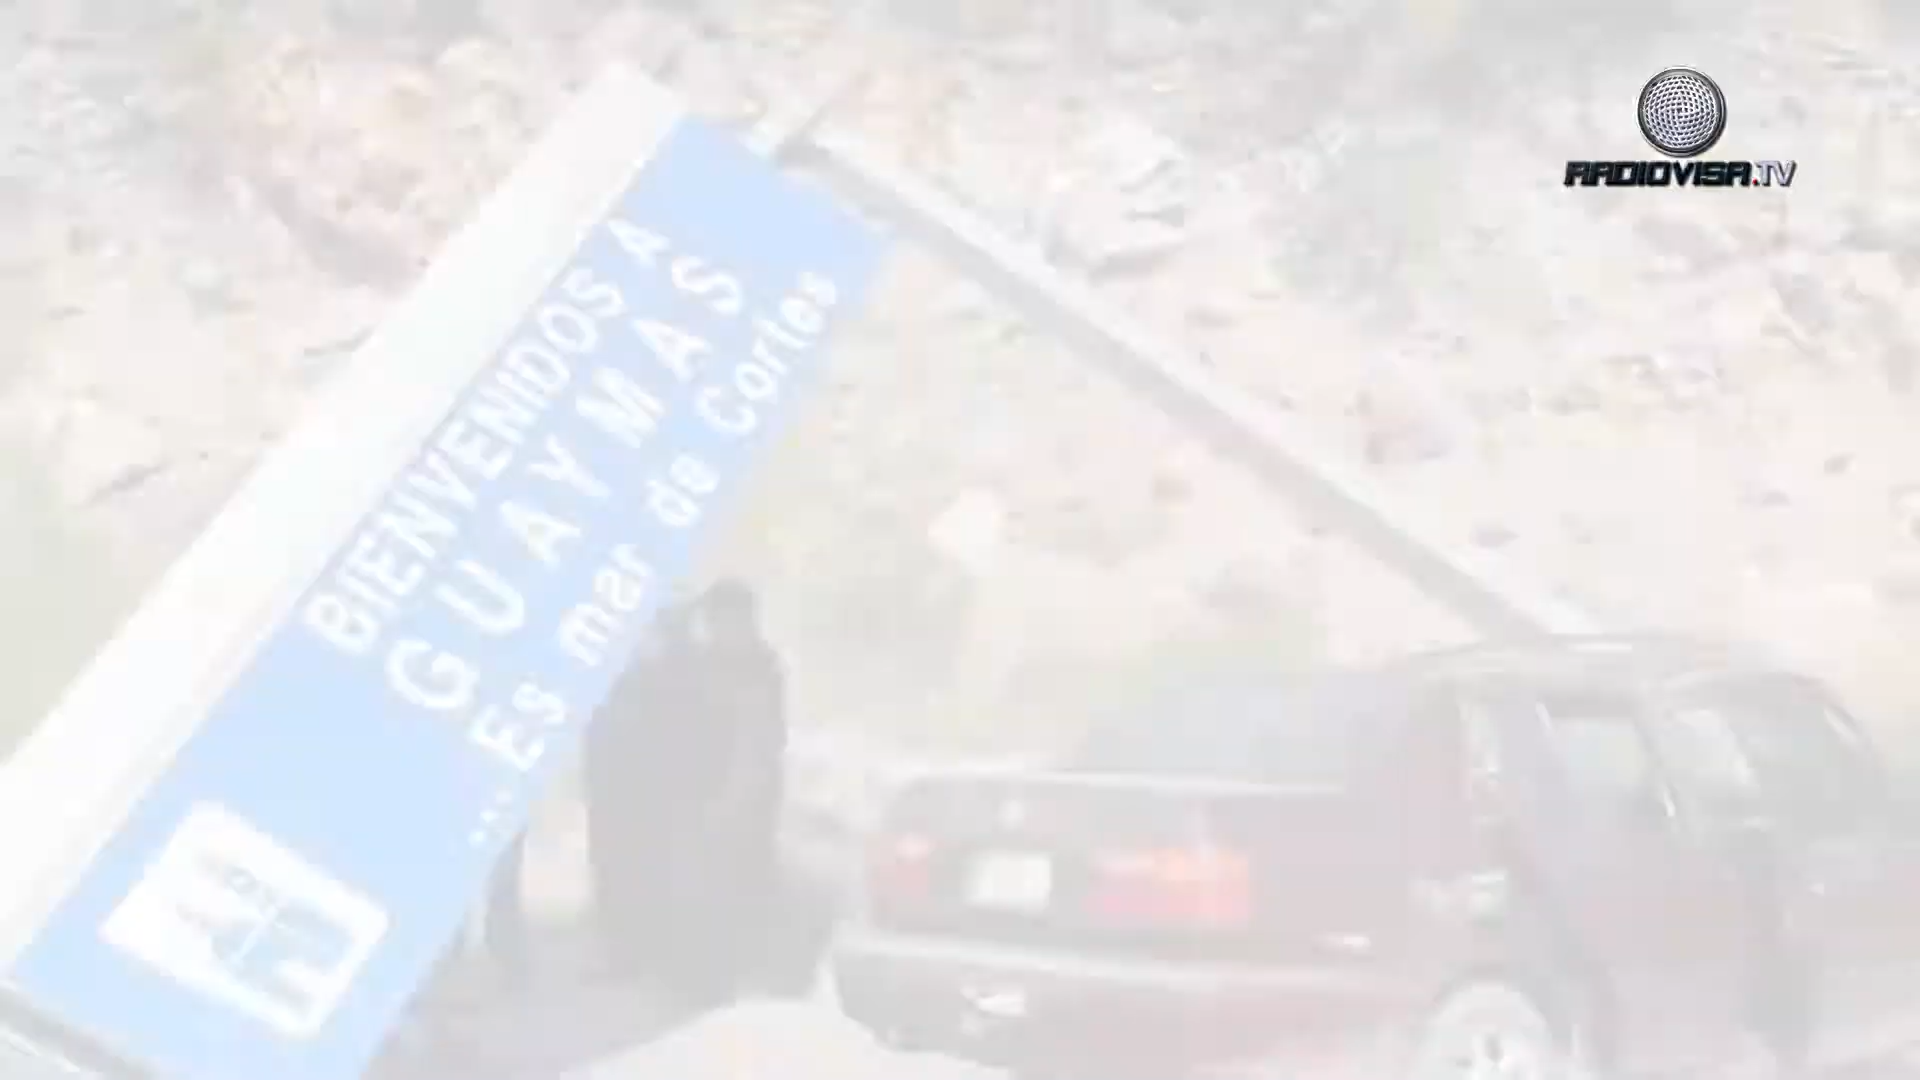 RADIOVISA.TV
BIENVENIDOS A
GUAYMAS
...Es mar de Cortes